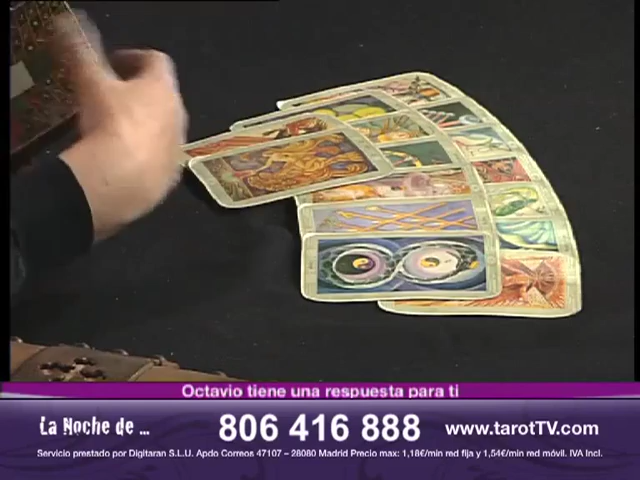 Octavio tiene una respuesta para ti
La Noche de ...
806 416 888
www.tarotTV.com
Servicio prestado por Digitaran S.L.U. Apdo Correos 47107 – 28080 Madrid Precio max: 1,18€/min red fija y 1,54€/min red móvil. IVA Incl.